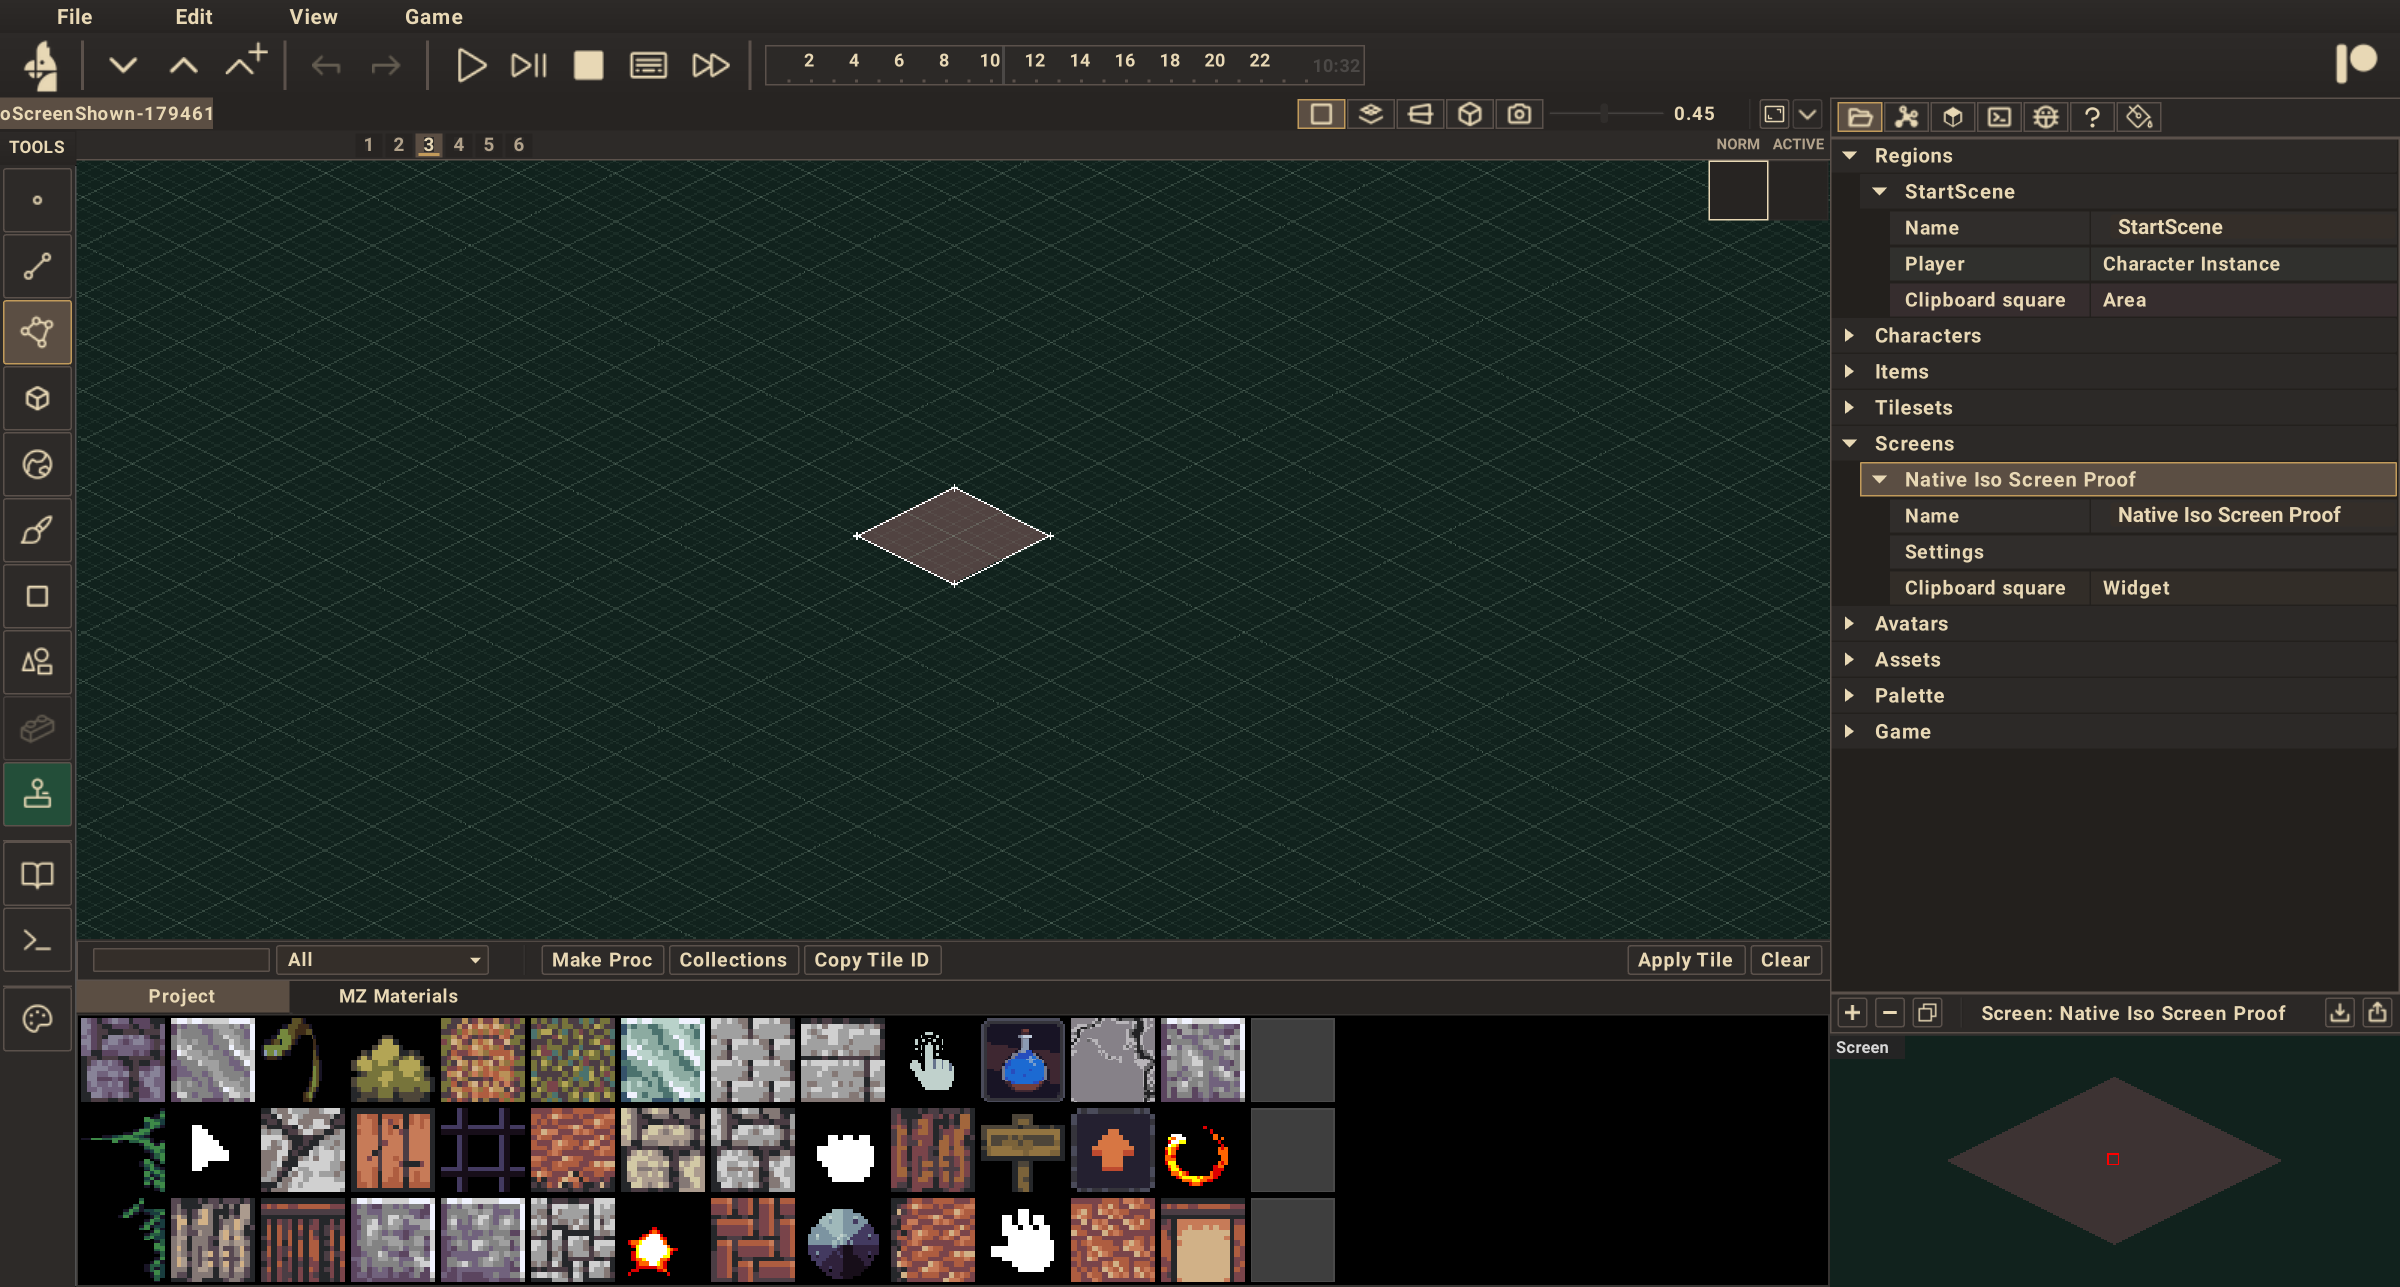 File Edit View Game
2 4 6 8 10 12 14 16 18 20 22 10:32
oScreenShown-179461
0.45
TOOLS
1 2 3 4 5 6
NORM ACTIVE
Regions
StartScene
Name StartScene
Player Character Instance
Clipboard square Area
Characters
Items
Tilesets
Screens
Native Iso Screen Proof
Name Native Iso Screen Proof
Settings
Clipboard square Widget
Avatars
Assets
Palette
Game
All Make Proc Collections Copy Tile ID Apply Tile Clear
Project MZ Materials
Screen: Native Iso Screen Proof
Screen